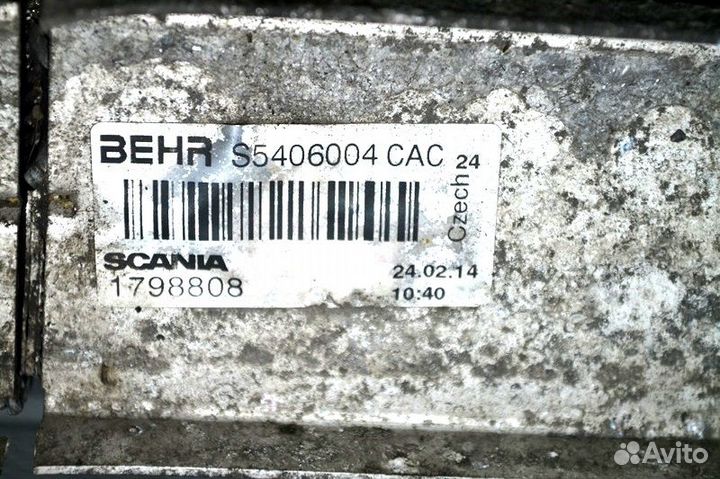 BEHR S5406004 CAC 24
Czech
SCANIA
1798808
24.02.14
10:40
Avito